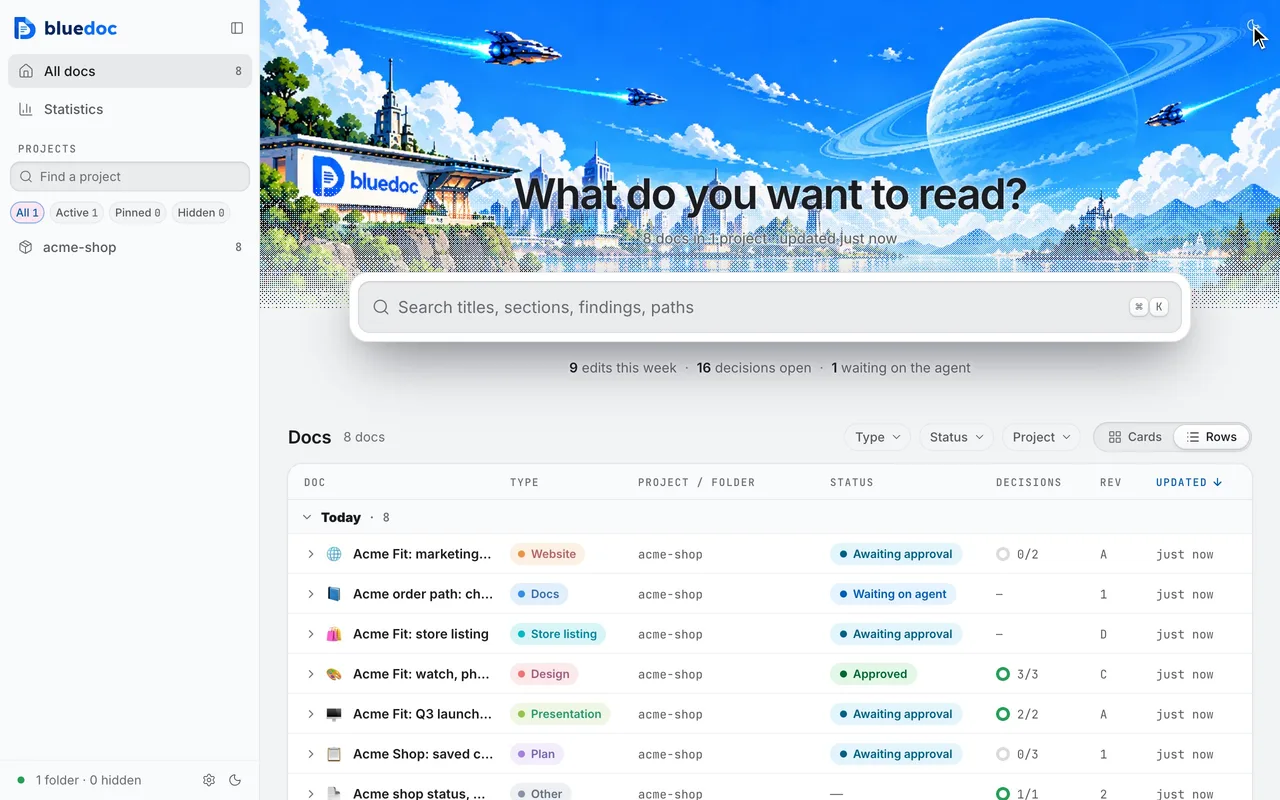 bluedoc
All docs 8
Statistics
PROJECTS
Find a project
All 1 Active 1 Pinned 0 Hidden 0
acme-shop 8
1 folder · 0 hidden
bluedoc
What do you want to read?
8 docs in 1 project · updated just now
Search titles, sections, findings, paths ⌘ K
9 edits this week · 16 decisions open · 1 waiting on the agent
Docs 8 docs Type Status Project Cards Rows
DOC TYPE PROJECT / FOLDER STATUS DECISIONS REV UPDATED ↓
Today · 8
Acme Fit: marketing... Website acme-shop Awaiting approval 0/2 A just now
Acme order path: ch... Docs acme-shop Waiting on agent – 1 just now
Acme Fit: store listing Store listing acme-shop Awaiting approval – D just now
Acme Fit: watch, ph... Design acme-shop Approved 3/3 C just now
Acme Fit: Q3 launch... Presentation acme-shop Awaiting approval 2/2 A just now
Acme Shop: saved c... Plan acme-shop Awaiting approval 0/3 1 just now
Acme shop status, ... Other acme-shop — 1/1 2 just now